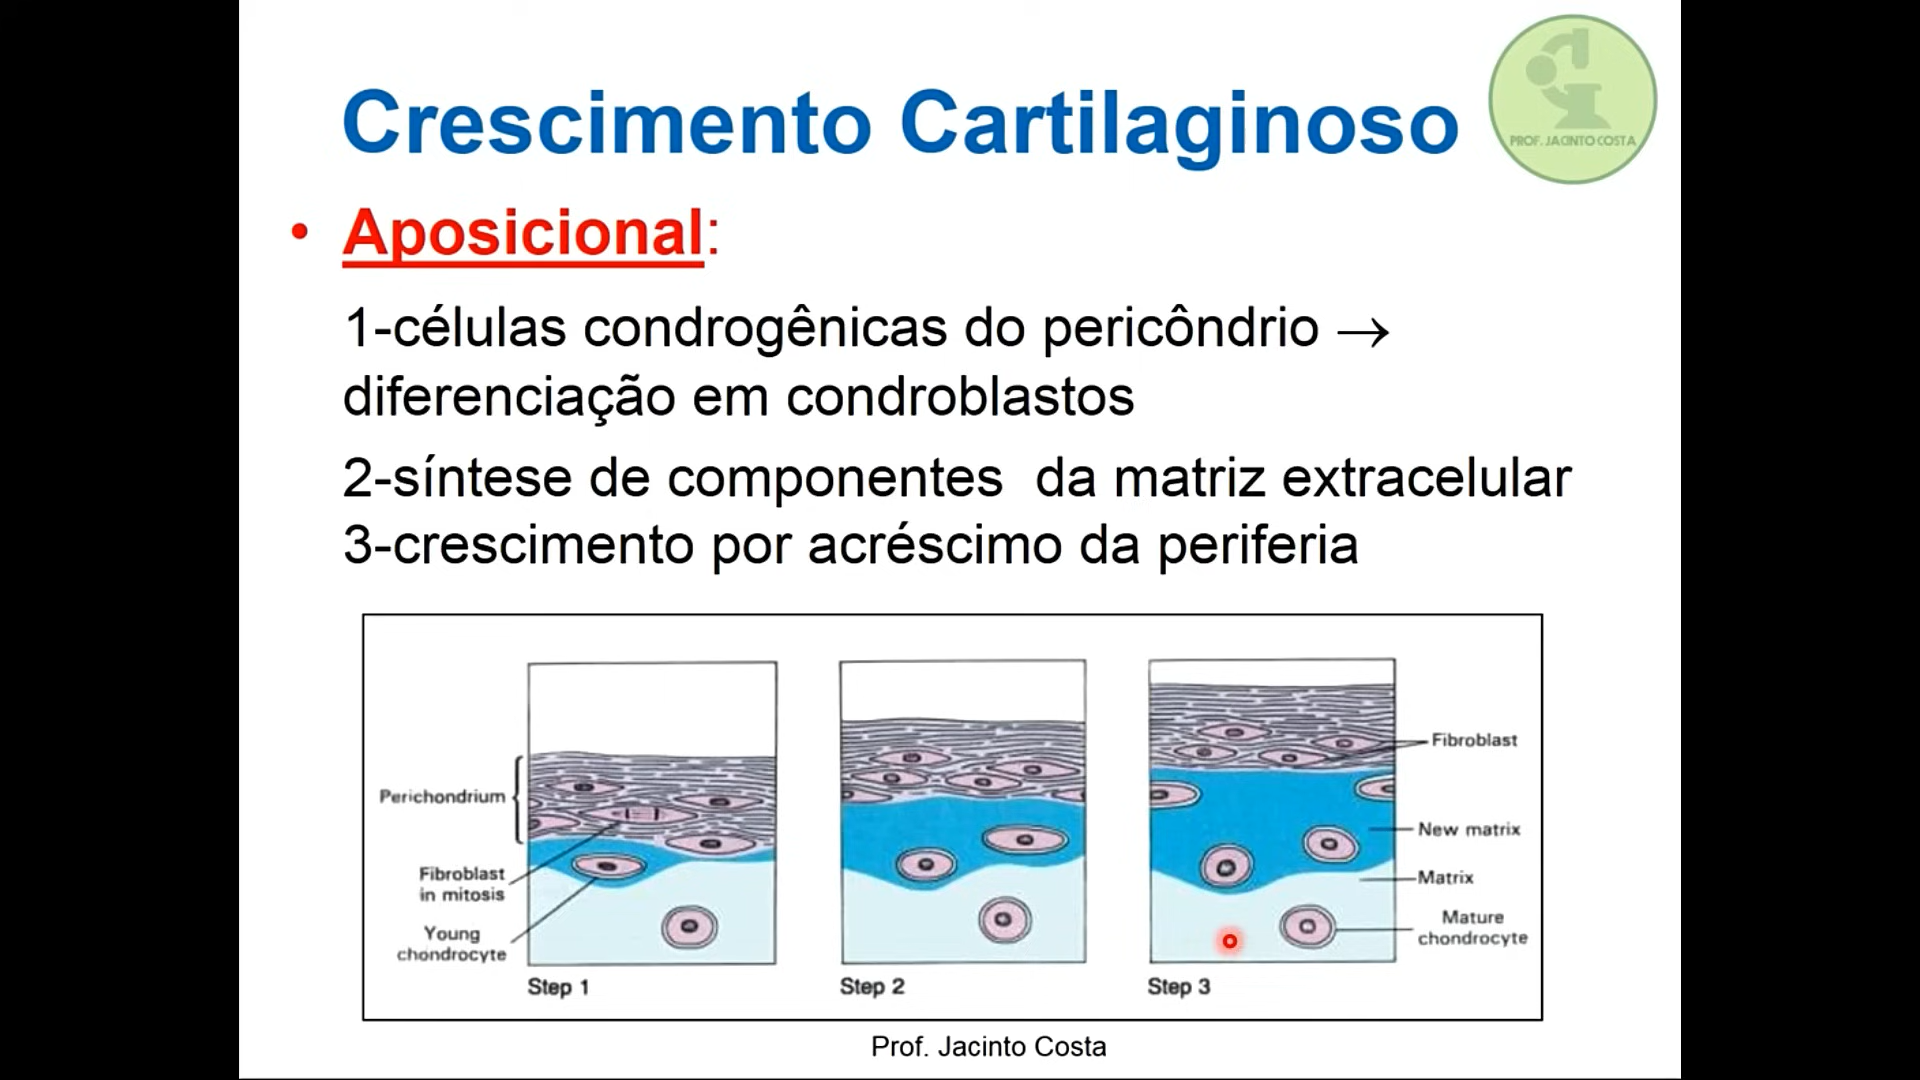 Crescimento Cartilaginoso
PROF. JACINTO COSTA
• Aposicional:
1-células condrogênicas do pericôndrio →
diferenciação em condroblastos
2-síntese de componentes da matriz extracelular
3-crescimento por acréscimo da periferia
Perichondrium
Fibroblast
in mitosis
Young
chondrocyte
Step 1
Step 2
Step 3
Fibroblast
New matrix
Matrix
Mature
chondrocyte
Prof. Jacinto Costa